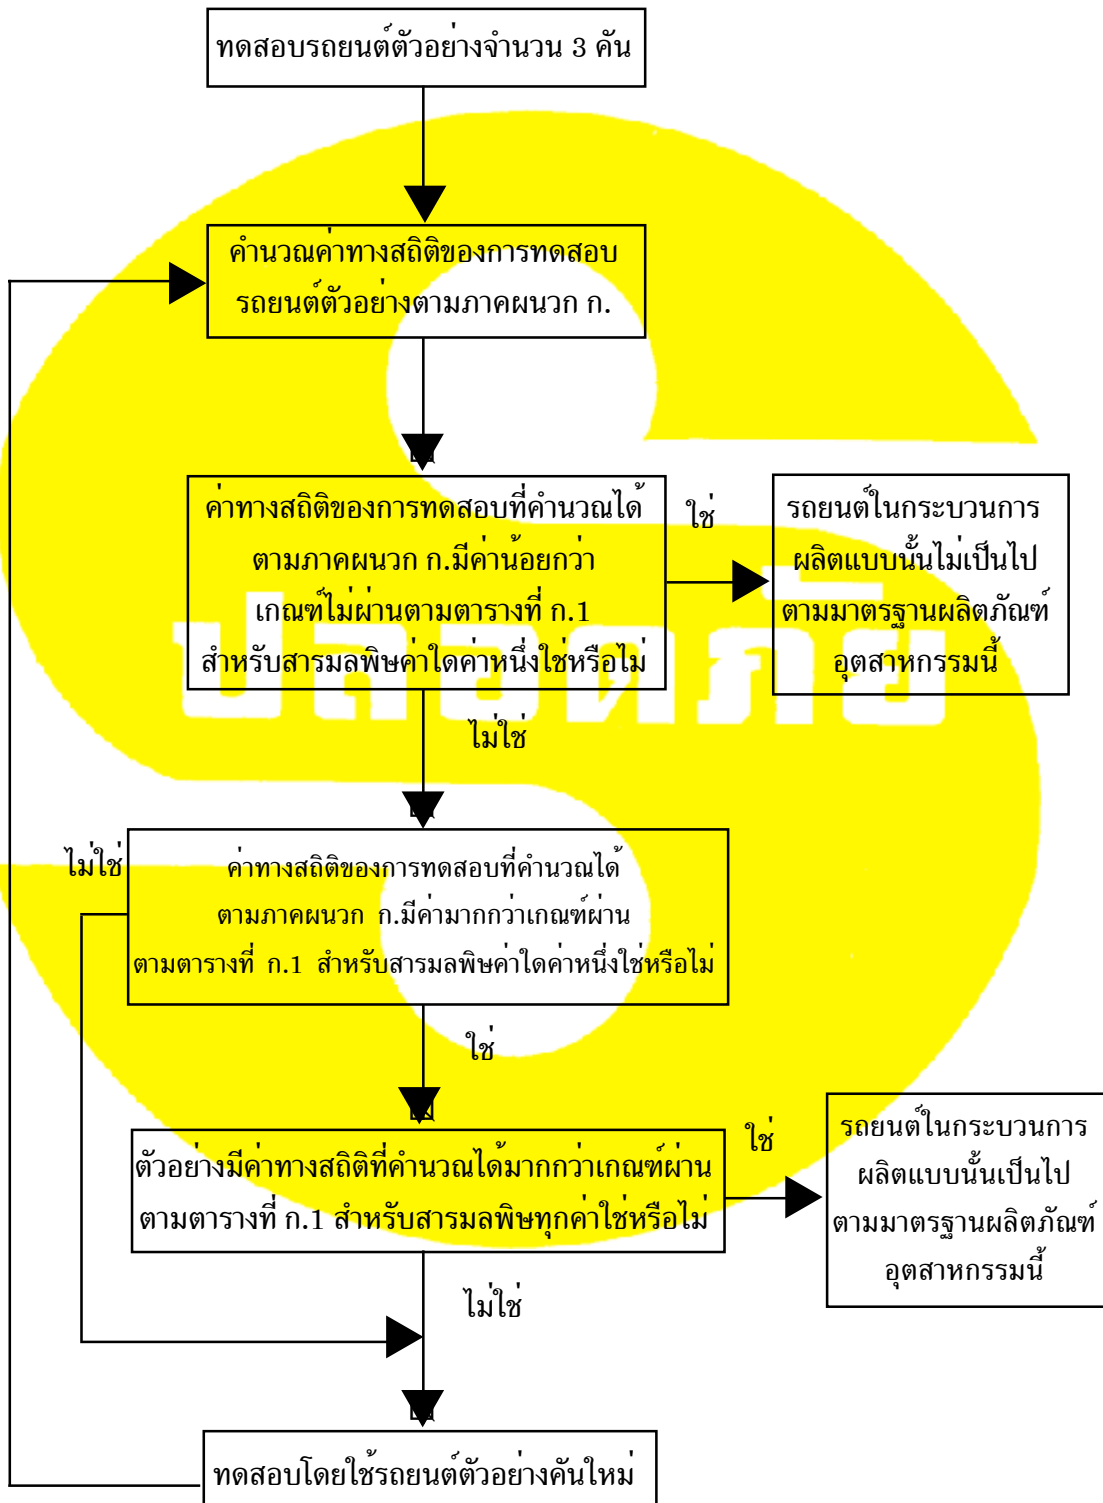 ทดสอบรถยนต์ตัวอย่างจำนวน 3 คัน
คำนวณค่าทางสถิติของการทดสอบ
รถยนต์ตัวอย่างตามภาคผนวก ก.
ค่าทางสถิติของการทดสอบที่คำนวณได้
ตามภาคผนวก ก.มีค่าน้อยกว่า
เกณฑ์ไม่ผ่านตามตารางที่ ก.1
สำหรับสารมลพิษค่าใดค่าหนึ่งใช่หรือไม่
ใช่
รถยนต์ในกระบวนการ
ผลิตแบบนั้นไม่เป็นไป
ตามมาตรฐานผลิตภัณฑ์
อุตสาหกรรมนี้
ปลอดภัย
ไม่ใช่
ไม่ใช่
ค่าทางสถิติของการทดสอบที่คำนวณได้
ตามภาคผนวก ก.มีค่ามากกว่าเกณฑ์ผ่าน
ตามตารางที่ ก.1 สำหรับสารมลพิษค่าใดค่าหนึ่งใช่หรือไม่
ใช่
ตัวอย่างมีค่าทางสถิติที่คำนวณได้มากกว่าเกณฑ์ผ่าน
ตามตารางที่ ก.1 สำหรับสารมลพิษทุกค่าใช่หรือไม่
ใช่
รถยนต์ในกระบวนการ
ผลิตแบบนั้นเป็นไป
ตามมาตรฐานผลิตภัณฑ์
อุตสาหกรรมนี้
ไม่ใช่
ทดสอบโดยใช้รถยนต์ตัวอย่างคันใหม่